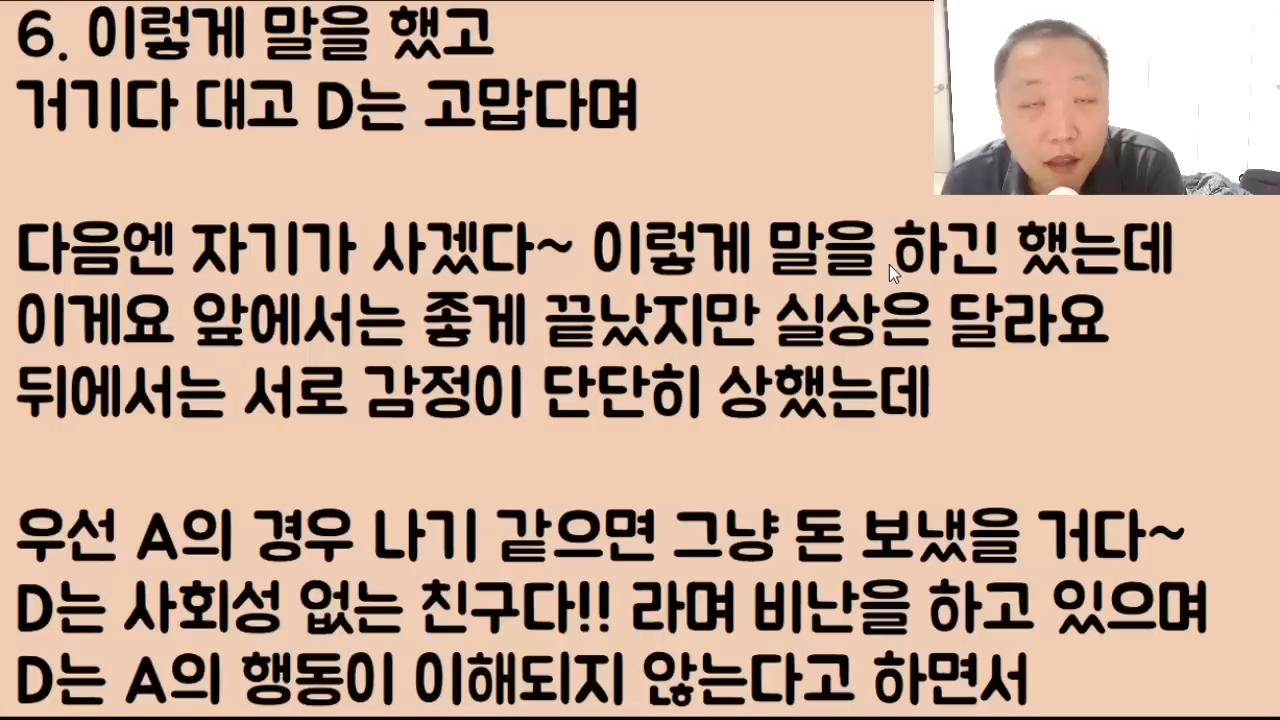 6. 이렇게 말을 했고
거기다 대고 D는 고맙다며
다음엔 자기가 사겠다~ 이렇게 말을 하긴 했는데
이게요 앞에서는 좋게 끝났지만 실상은 달라요
뒤에서는 서로 감정이 단단히 상했는데
우선 A의 경우 나기 같으면 그냥 돈 보냈을 거다~
D는 사회성 없는 친구다!! 라며 비난을 하고 있으며
D는 A의 행동이 이해되지 않는다고 하면서